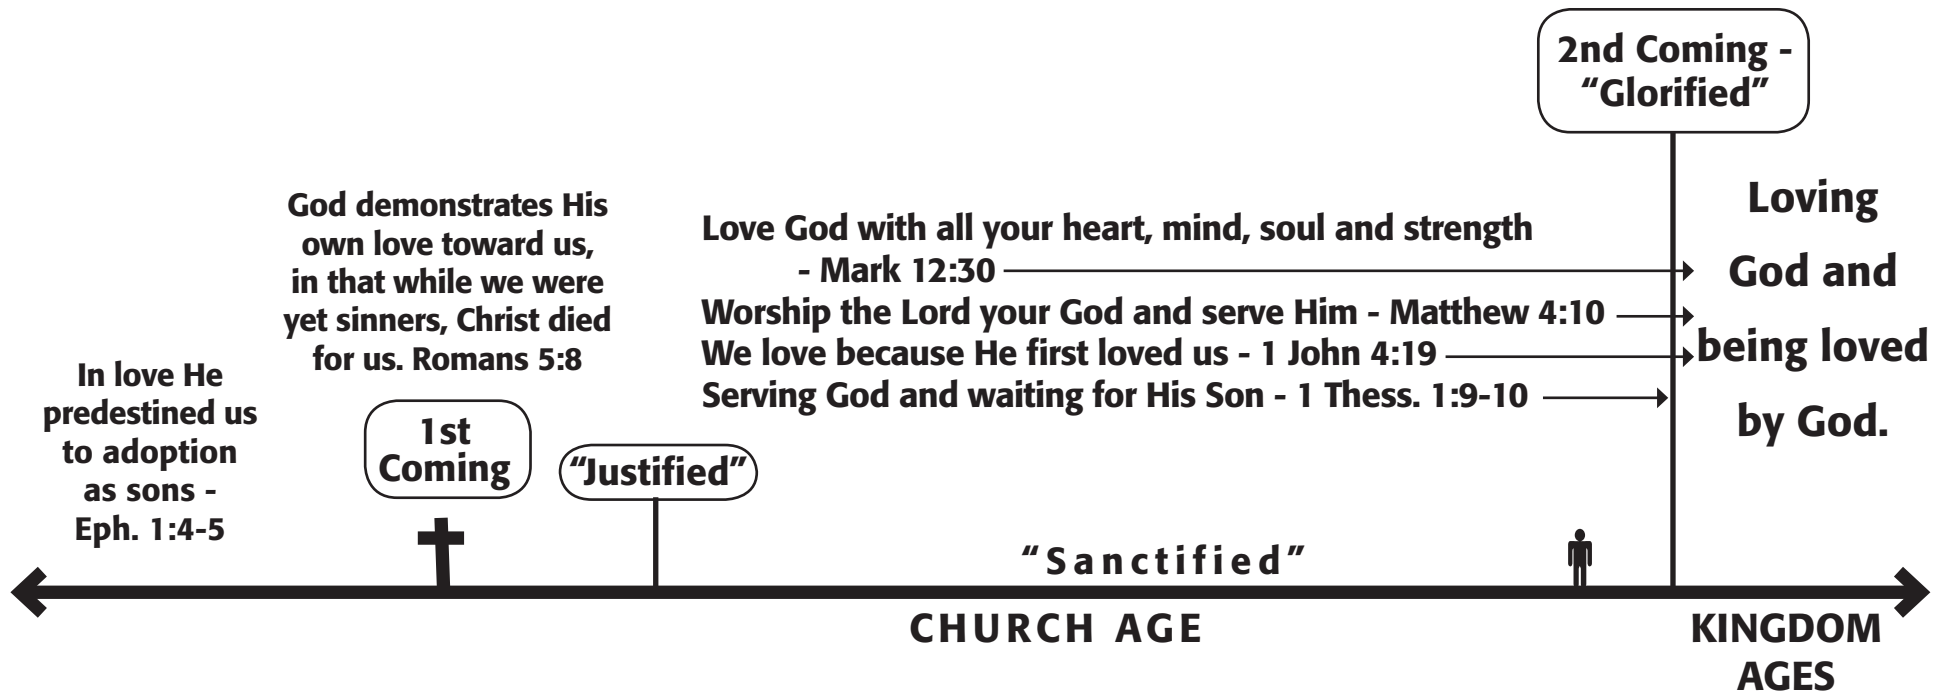 In love He
predestined us
to adoption
as sons -
Eph. 1:4-5
God demonstrates His
own love toward us,
in that while we were
yet sinners, Christ died
for us. Romans 5:8
1st
Coming
“Justified”
Love God with all your heart, mind, soul and strength
- Mark 12:30
Worship the Lord your God and serve Him - Matthew 4:10
We love because He first loved us - 1 John 4:19
Serving God and waiting for His Son - 1 Thess. 1:9-10
“Sanctified”
CHURCH AGE
2nd Coming -
“Glorified”
Loving
God and
being loved
by God.
KINGDOM
AGES